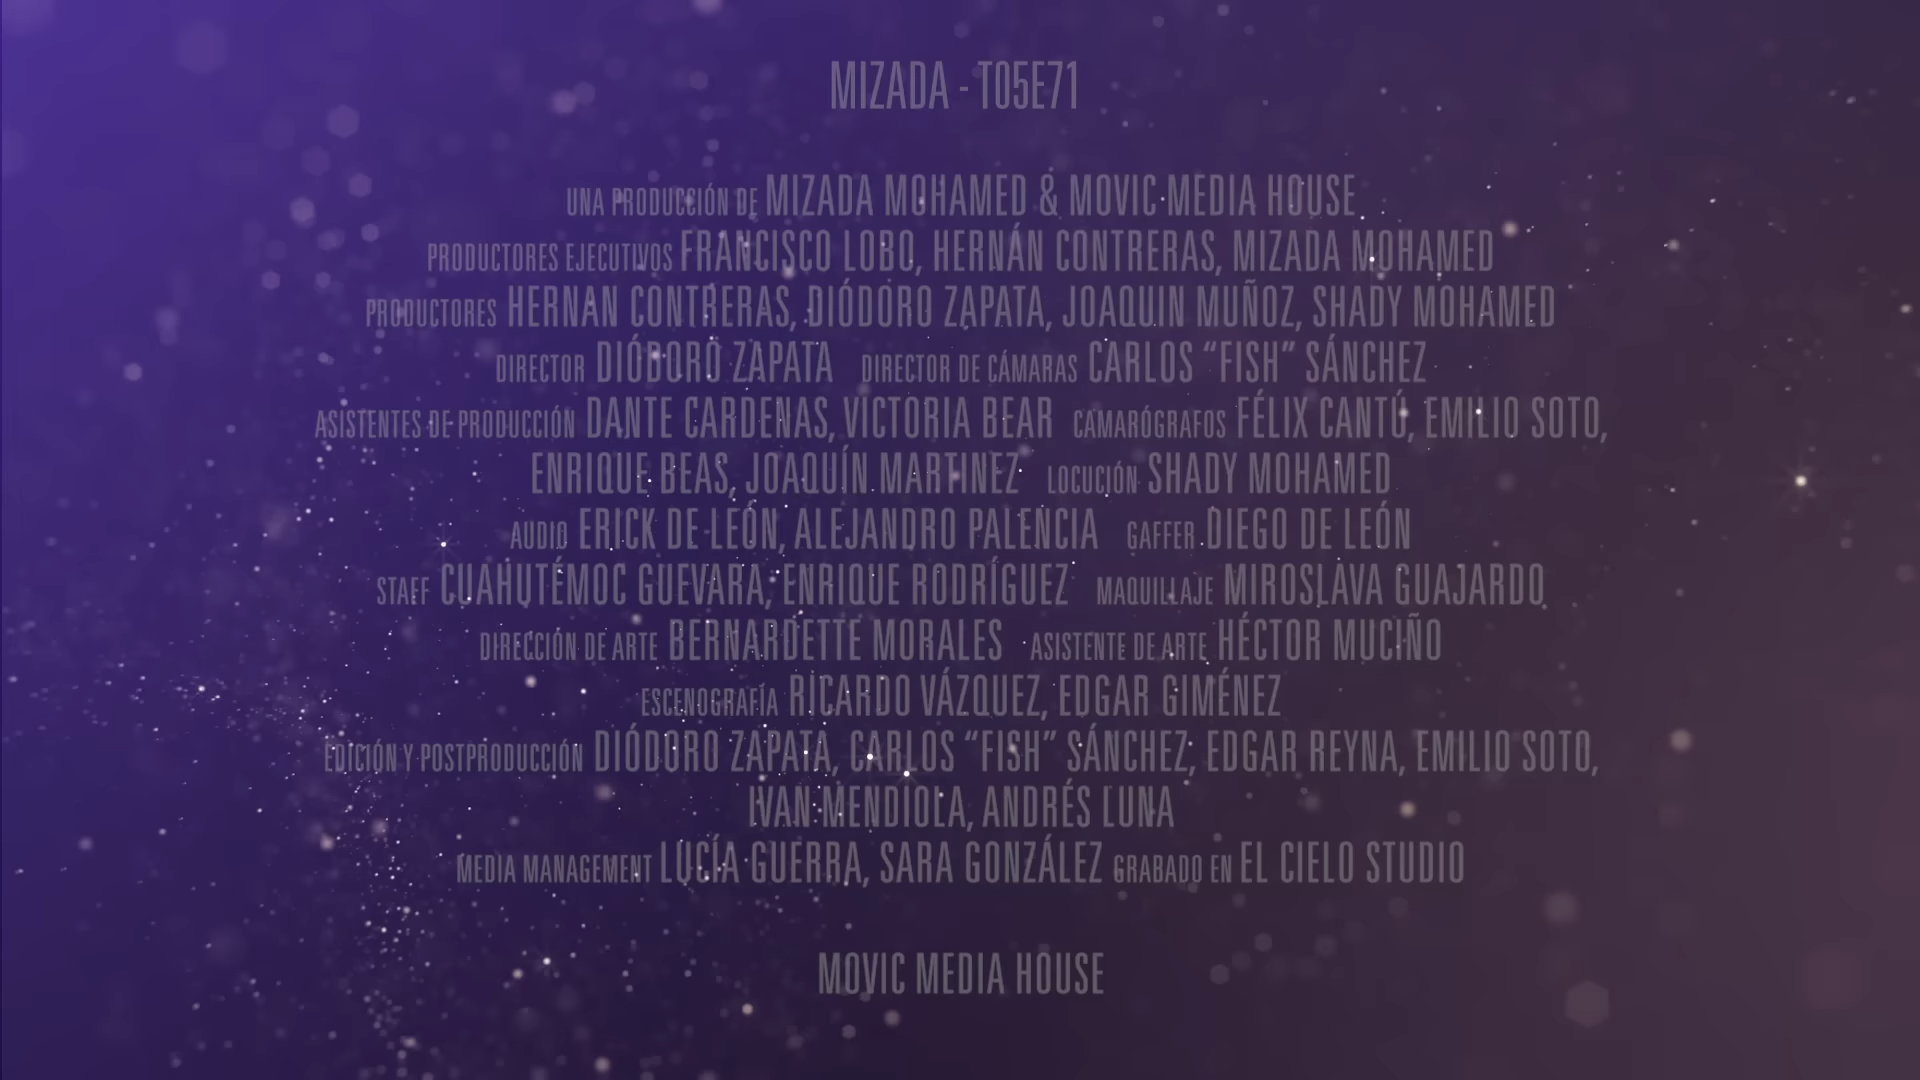 MIZADA - T05E71
UNA PRODUCCIÓN DE MIZADA MOHAMED & MOVIC MEDIA HOUSE
PRODUCTORES EJECUTIVOS FRANCISCO LOBO, HERNÁN CONTRERAS, MIZADA MOHAMED
PRODUCTORES HERNAN CONTRERAS, DIÓDORO ZAPATA, JOAQUIN MUÑOZ, SHADY MOHAMED
DIRECTOR DIÓDORO ZAPATA DIRECTOR DE CÁMARAS CARLOS “FISH” SÁNCHEZ
ASISTENTES DE PRODUCCIÓN DANTE CARDENAS, VICTORIA BEAR CAMARÓGRAFOS FÉLIX CANTÚ, EMILIO SOTO,
ENRIQUE BEAS, JOAQUÍN MARTINEZ LOCUCIÓN SHADY MOHAMED
AUDIO ERICK DE LEÓN, ALEJANDRO PALENCIA GAFFER DIEGO DE LEÓN
STAFF CUAHUTÉMOC GUEVARA, ENRIQUE RODRÍGUEZ MAQUILLAJE MIROSLAVA GUAJARDO
DIRECCIÓN DE ARTE BERNARDETTE MORALES ASISTENTE DE ARTE HÉCTOR MUCIÑO
ESCENOGRAFÍA RICARDO VÁZQUEZ, EDGAR GIMÉNEZ
EDICIÓN Y POSTPRODUCCIÓN DIÓDORO ZAPATA, CARLOS “FISH” SÁNCHEZ, EDGAR REYNA, EMILIO SOTO,
IVAN MENDIOLA, ANDRÉS LUNA
MEDIA MANAGEMENT LUCÍA GUERRA, SARA GONZÁLEZ GRABADO EN EL CIELO STUDIO
MOVIC MEDIA HOUSE